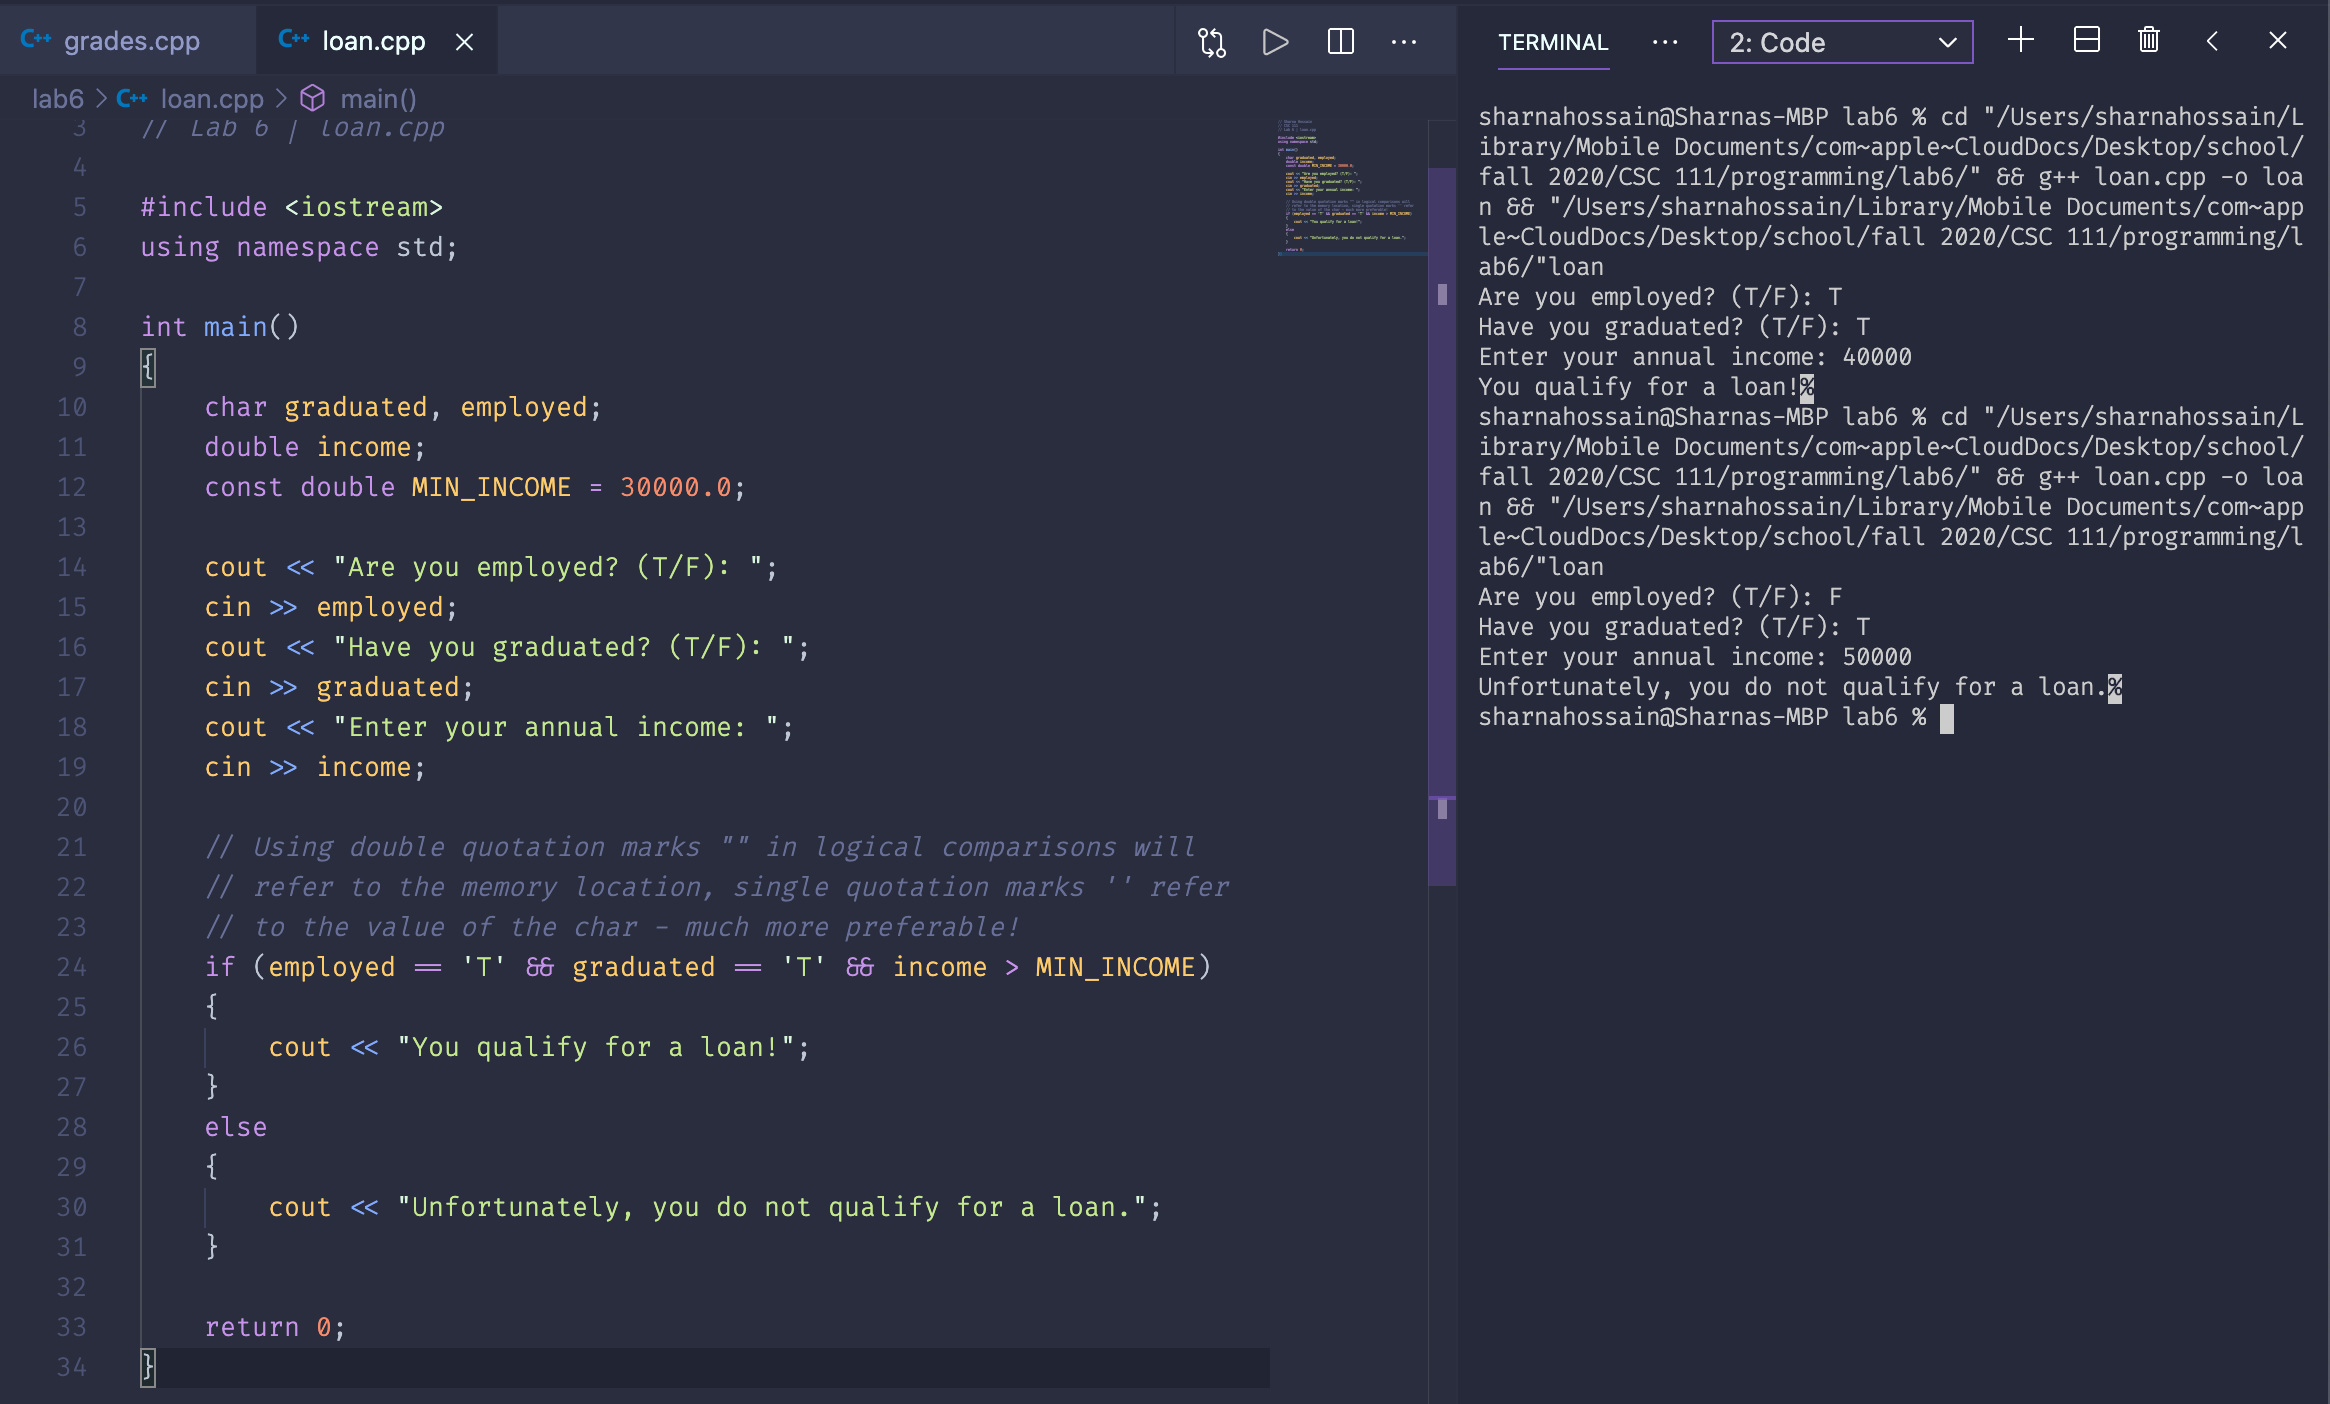 C++ grades.cpp
C++ loan.cpp
lab6 > C++ loan.cpp > main()
3 // Lab 6 | loan.cpp
4
5 #include <iostream>
6 using namespace std;
7
8 int main()
9 {
10 char graduated, employed;
11 double income;
12 const double MIN_INCOME = 30000.0;
13
14 cout << "Are you employed? (T/F): ";
15 cin >> employed;
16 cout << "Have you graduated? (T/F): ";
17 cin >> graduated;
18 cout << "Enter your annual income: ";
19 cin >> income;
20
21 // Using double quotation marks "" in logical comparisons will
22 // refer to the memory location, single quotation marks '' refer
23 // to the value of the char - much more preferable!
24 if (employed == 'T' && graduated == 'T' && income > MIN_INCOME)
25 {
26 cout << "You qualify for a loan!";
27 }
28 else
29 {
30 cout << "Unfortunately, you do not qualify for a loan.";
31 }
32
33 return 0;
34 }
TERMINAL ... 2: Code
sharnahossain@Sharnas-MBP lab6 % cd "/Users/sharnahossain/L
ibrary/Mobile Documents/com~apple~CloudDocs/Desktop/school/
fall 2020/CSC 111/programming/lab6/" && g++ loan.cpp -o loa
n && "/Users/sharnahossain/Library/Mobile Documents/com~app
le~CloudDocs/Desktop/school/fall 2020/CSC 111/programming/l
ab6/"loan
Are you employed? (T/F): T
Have you graduated? (T/F): T
Enter your annual income: 40000
You qualify for a loan!%
sharnahossain@Sharnas-MBP lab6 % cd "/Users/sharnahossain/L
ibrary/Mobile Documents/com~apple~CloudDocs/Desktop/school/
fall 2020/CSC 111/programming/lab6/" && g++ loan.cpp -o loa
n && "/Users/sharnahossain/Library/Mobile Documents/com~app
le~CloudDocs/Desktop/school/fall 2020/CSC 111/programming/l
ab6/"loan
Are you employed? (T/F): F
Have you graduated? (T/F): T
Enter your annual income: 50000
Unfortunately, you do not qualify for a loan.%
sharnahossain@Sharnas-MBP lab6 %